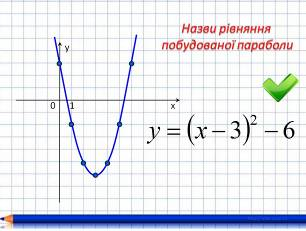 Назви рівняння
побудованої параболи
y
0 1 x
y = (x − 3)² − 6